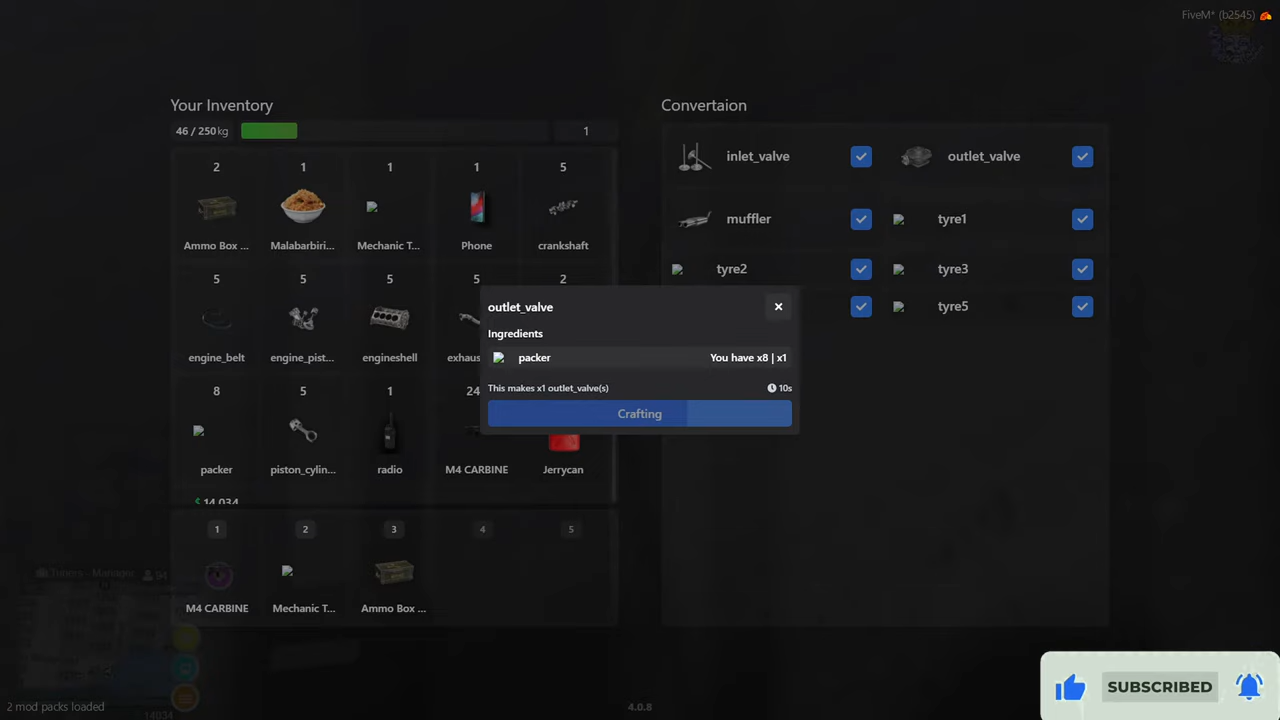 FiveM* (b2545)
Your Inventory
46 / 250kg
1
2
1
1
1
5
Ammo Box ...
Malabarbiri...
Mechanic T...
Phone
crankshaft
5
5
5
5
2
engine_belt
engine_pist...
engineshell
exhaus
8
5
1
24
packer
piston_cylin...
radio
M4 CARBINE
Jerrycan
$ 14,034
1
2
3
4
5
M4 CARBINE
Mechanic T...
Ammo Box ...
Convertaion
inlet_valve
outlet_valve
muffler
tyre1
tyre2
tyre3
tyre5
outlet_valve
Ingredients
packer
You have x8 | x1
This makes x1 outlet_valve(s)
10s
Crafting
Tuners - Manager
94
SUBSCRIBED
2 mod packs loaded
14034
4.0.8